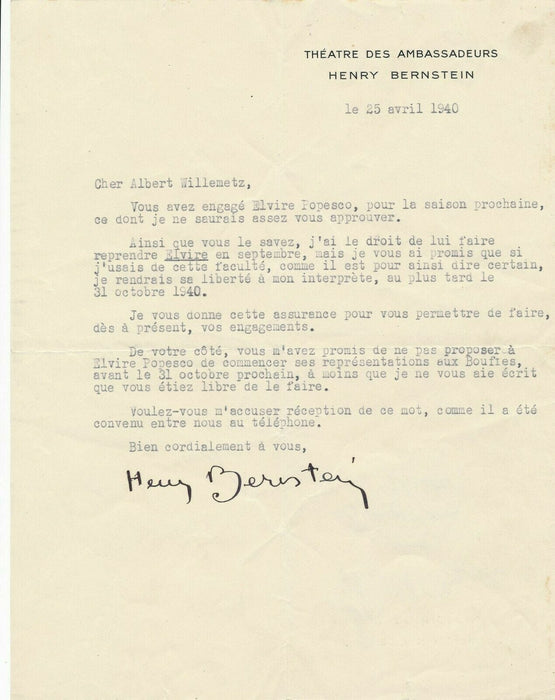 THÉATRE DES AMBASSADEURS
HENRY BERNSTEIN
le 25 avril 1940
Cher Albert Willemetz,
Vous avez engagé Elvire Popesco, pour la saison prochaine,
ce dont je ne saurais assez vous approuver.
Ainsi que vous le savez, j'ai le droit de lui faire
reprendre Elvire en septembre, mais je vous ai promis que si
j'usais de cette faculté, comme il est pour ainsi dire certain,
je rendrais sa liberté à mon interprète, au plus tard le
31 octobre 1940.
Je vous donne cette assurance pour vous permettre de faire,
dès à présent, vos engagements.
De votre côté, vous m'avez promis de ne pas proposer à
Elvire Popesco de commencer ses représentations aux Bouffes,
avant le 31 octobre prochain, à moins que je ne vous aie écrit
que vous étiez libre de le faire.
Voulez-vous m'accuser réception de ce mot, comme il a été
convenu entre nous au téléphone.
Bien cordialement à vous,
Henry Bernstein